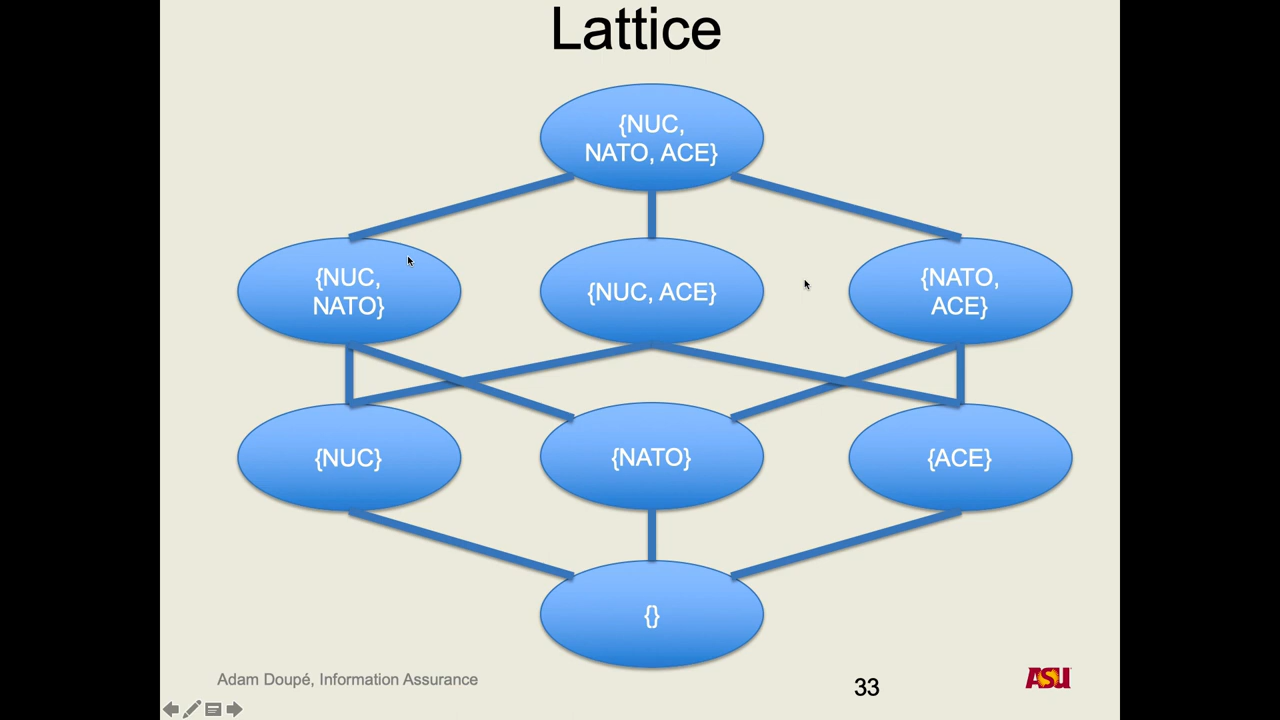 Lattice
{NUC,
NATO, ACE}
{NUC,
NATO}
{NUC, ACE}
{NATO,
ACE}
{NUC}
{NATO}
{ACE}
{}
Adam Doupé, Information Assurance
33
ASU